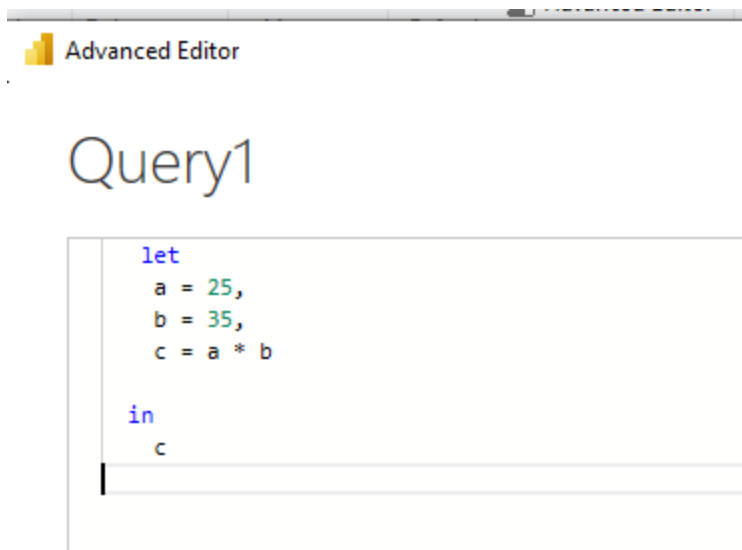 Advanced Editor
Query1
let
a = 25,
b = 35,
c = a * b
in
c